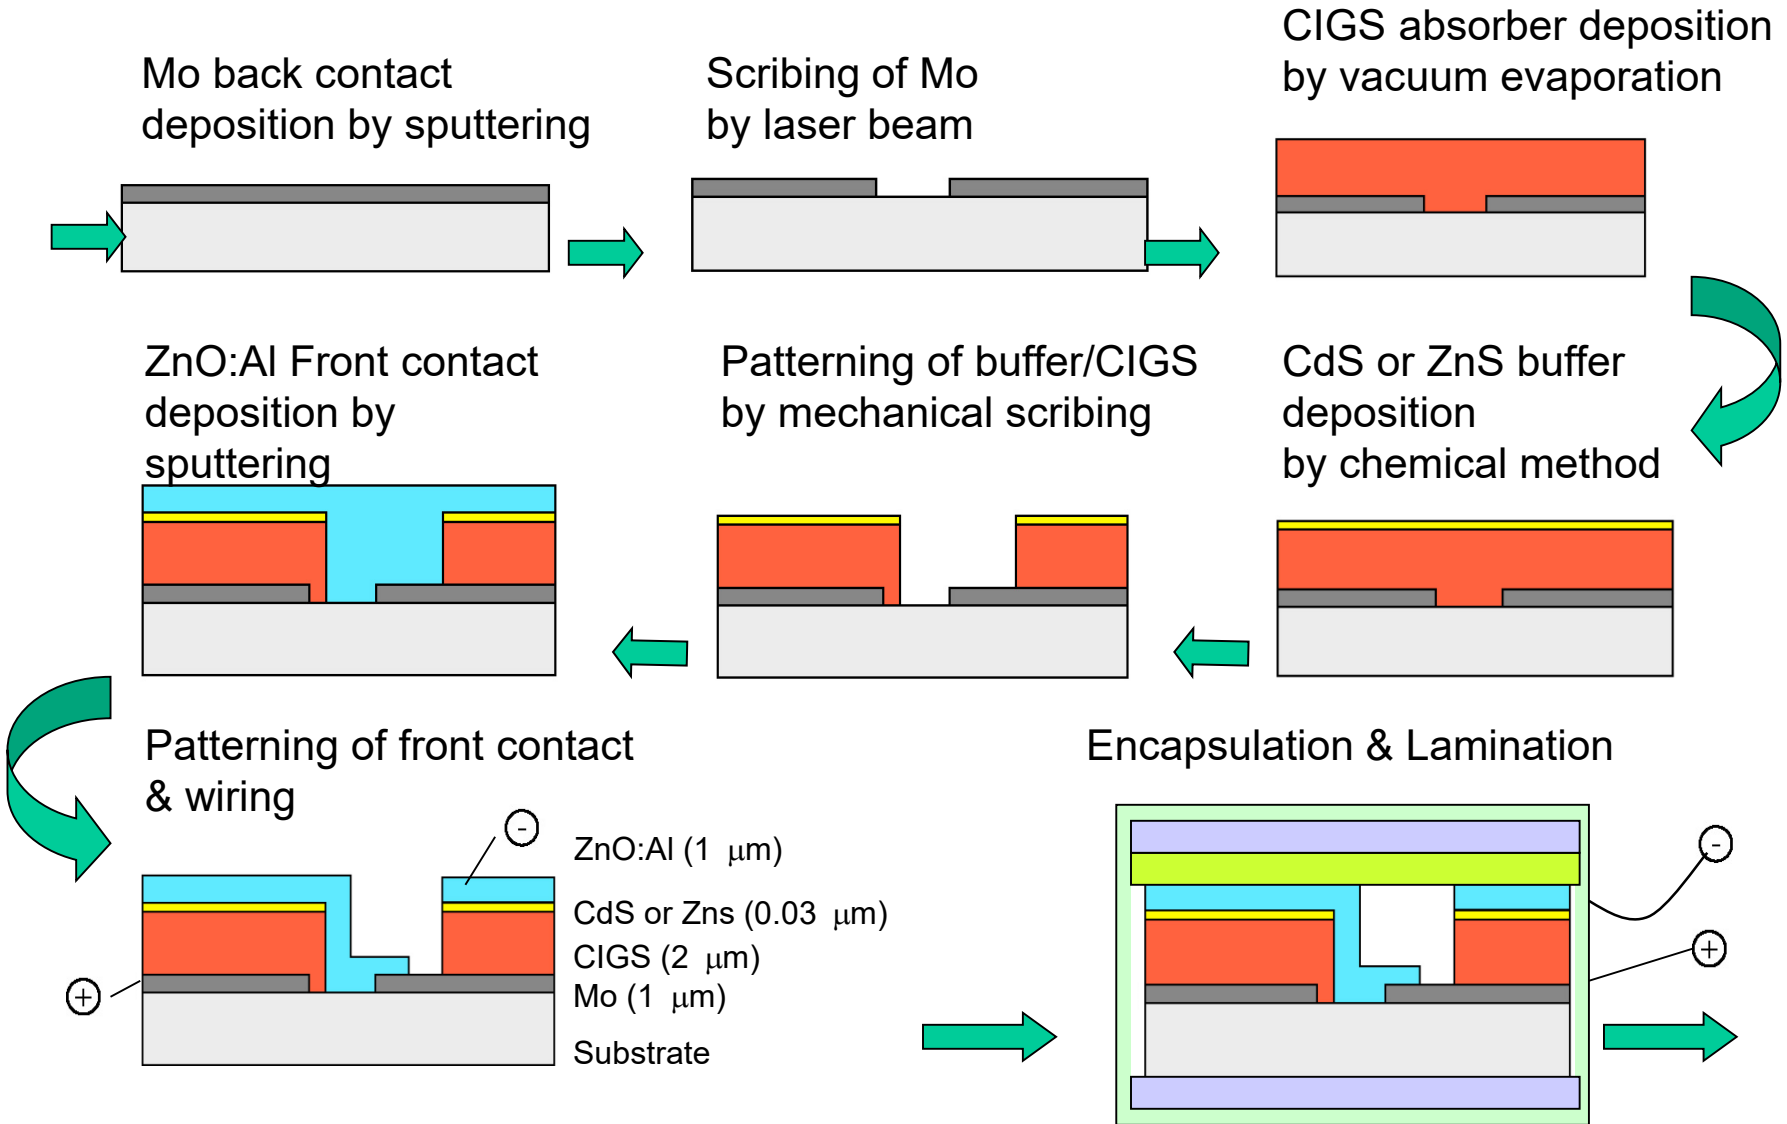 Mo back contact
deposition by sputtering
Scribing of Mo
by laser beam
CIGS absorber deposition
by vacuum evaporation
ZnO:Al Front contact
deposition by
sputtering
Patterning of buffer/CIGS
by mechanical scribing
CdS or ZnS buffer
deposition
by chemical method
Patterning of front contact
& wiring
-
+
ZnO:Al (1 μm)
CdS or Zns (0.03 μm)
CIGS (2 μm)
Mo (1 μm)
Substrate
Encapsulation & Lamination
-
+